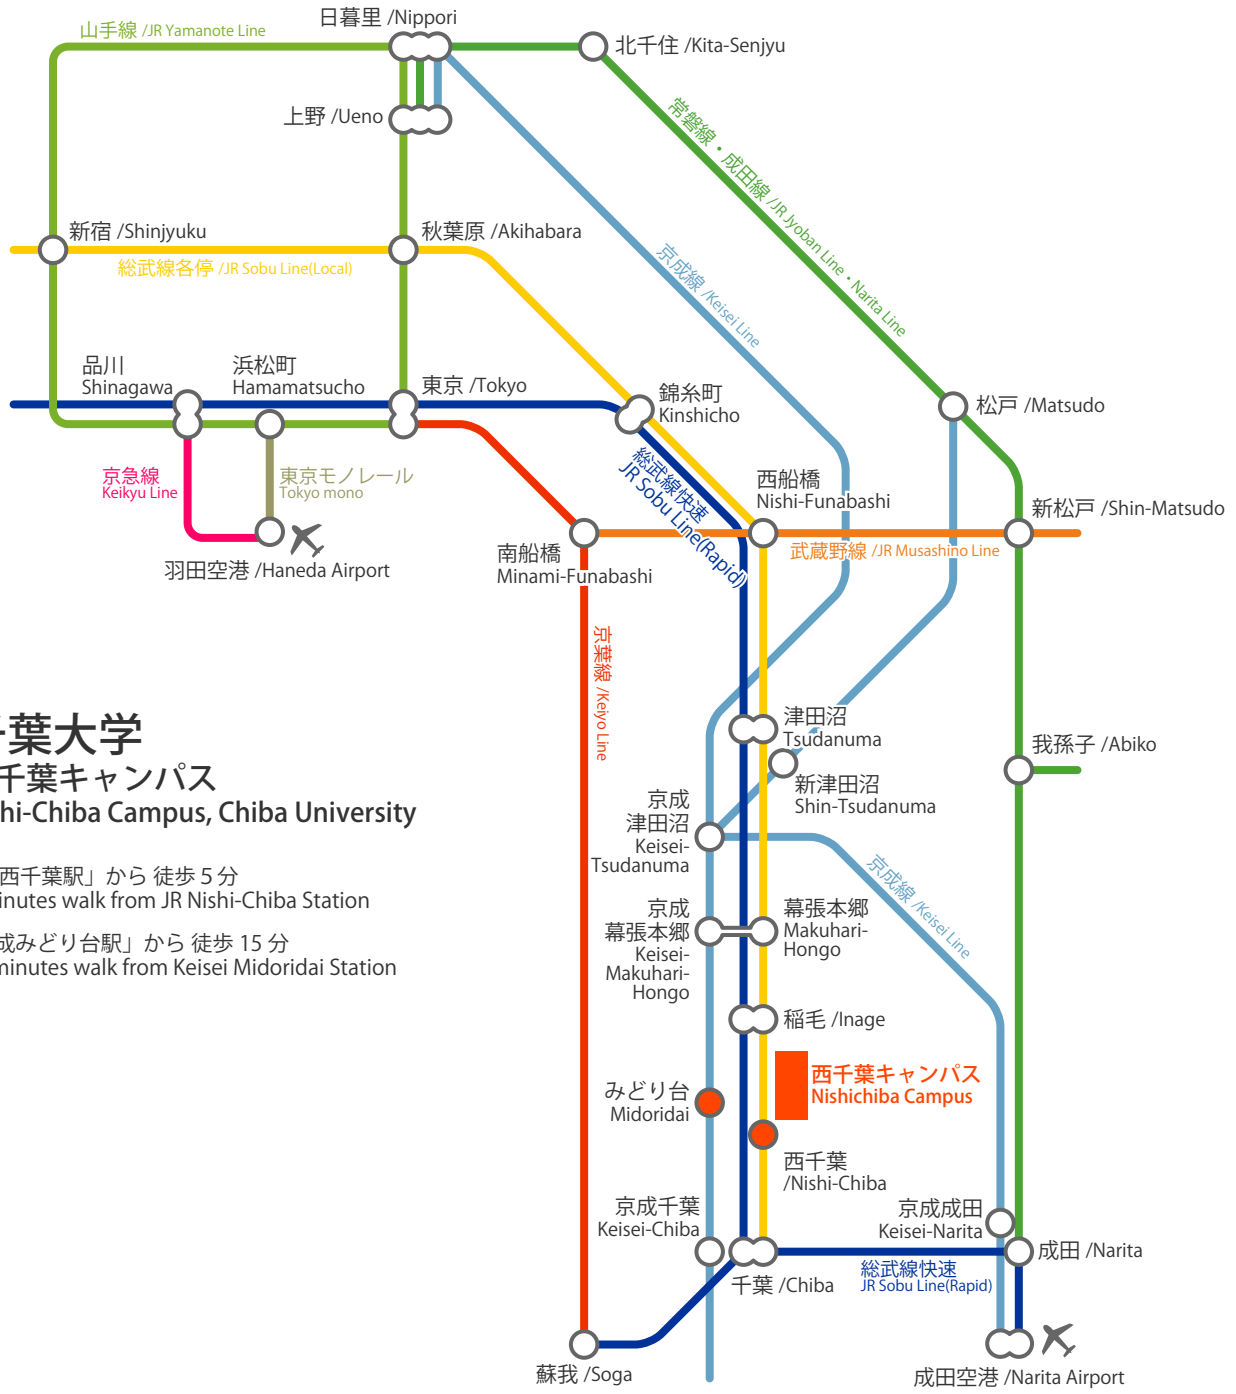 日暮里 /Nippori
山手線 /JR Yamanote Line
北千住 /Kita-Senjyu
上野 /Ueno
常磐線・成田線 /JR Jyoban Line・Narita Line
新宿 /Shinjyuku
秋葉原 /Akihabara
総武線各停 /JR Sobu Line(Local)
京成線 /Keisei Line
品川
Shinagawa
浜松町
Hamamatsucho
東京 /Tokyo
錦糸町
Kinshicho
松戸 /Matsudo
京急線
Keikyu Line
東京モノレール
Tokyo mono
総武線快速
JR Sobu Line(Rapid)
西船橋
Nishi-Funabashi
新松戸 /Shin-Matsudo
羽田空港 /Haneda Airport
南船橋
Minami-Funabashi
武蔵野線 /JR Musashino Line
京葉線 /Keiyo Line
葉大学
千葉キャンパス
hi-Chiba Campus, Chiba University
西千葉駅」から 徒歩 5 分
inutes walk from JR Nishi-Chiba Station
成みどり台駅」から 徒歩 15 分
minutes walk from Keisei Midoridai Station
津田沼
Tsudanuma
新津田沼
Shin-Tsudanuma
我孫子 /Abiko
京成
津田沼
Keisei-
Tsudanuma
京成線 /Keisei Line
京成
幕張本郷
Keisei-
Makuhari-
Hongo
幕張本郷
Makuhari-
Hongo
稲毛 /Inage
みどり台
Midoridai
西千葉キャンパス
Nishichiba Campus
西千葉
/Nishi-Chiba
京成千葉
Keisei-Chiba
京成成田
Keisei-Narita
成田 /Narita
千葉 /Chiba
総武線快速
JR Sobu Line(Rapid)
蘇我 /Soga
成田空港 /Narita Airport